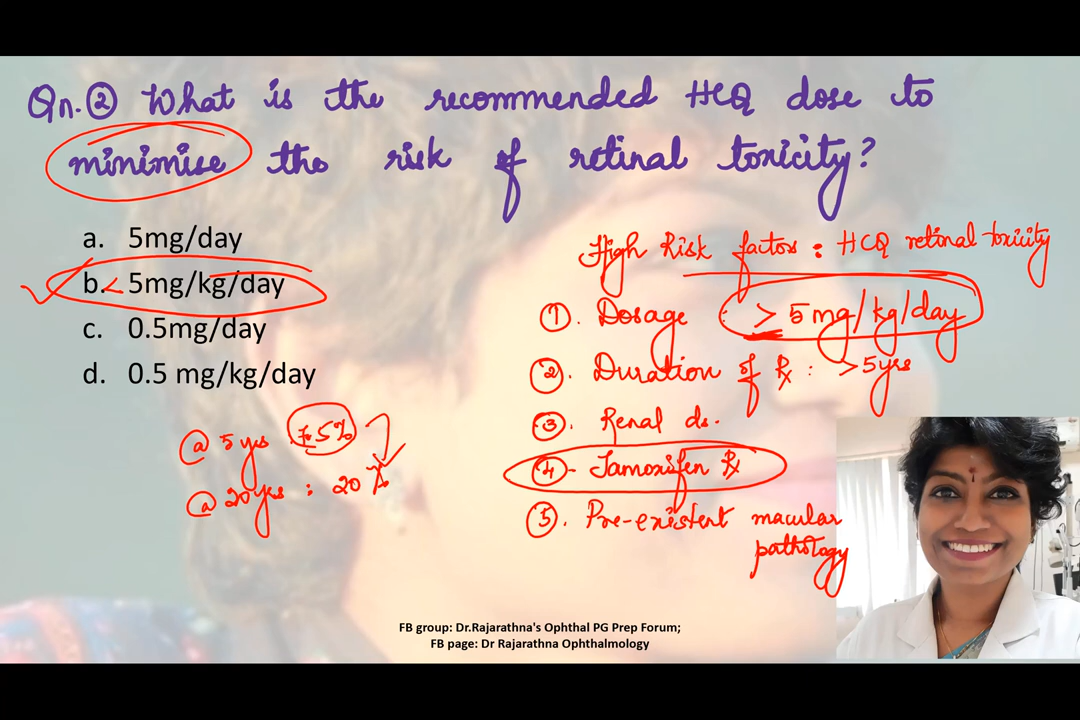 Qn.② What is the recommended HCQ dose to
minimise the risk of retinal toxicity?
a. 5mg/day
b. < 5mg/kg/day
c. 0.5mg/day
d. 0.5 mg/kg/day
High Risk factors : HCQ retinal toxicity
①. Dosage : > 5mg/kg/day
②. Duration of Rx : >5yrs
③. Renal ds.
④- Tamoxifen Rx
⑤. Pre-existent macular
pathology
@ 5 yrs 5%
@ 20yrs : 20 %
FB group: Dr.Rajarathna's Ophthal PG Prep Forum;
FB page: Dr Rajarathna Ophthalmology